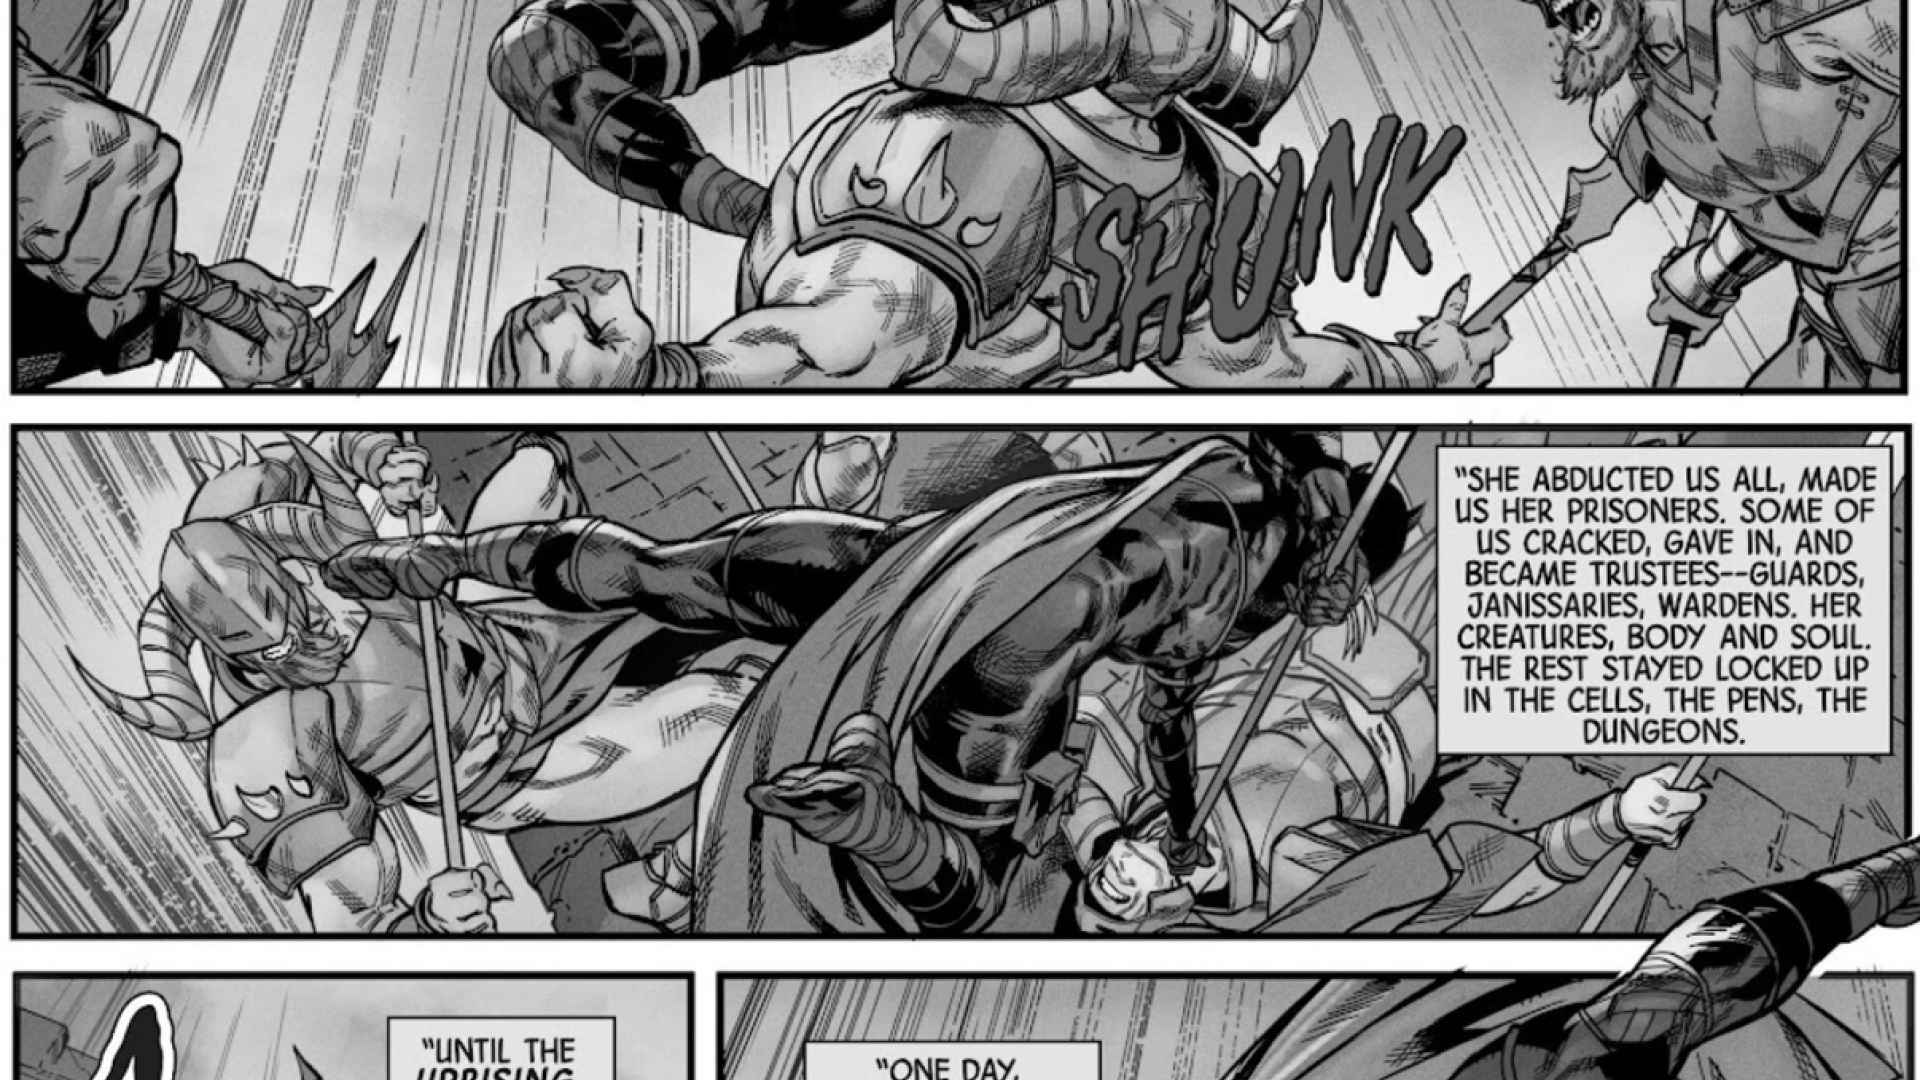 SHUNK
"SHE ABDUCTED US ALL, MADE
US HER PRISONERS. SOME OF
US CRACKED, GAVE IN, AND
BECAME TRUSTEES--GUARDS,
JANISSARIES, WARDENS. HER
CREATURES, BODY AND SOUL.
THE REST STAYED LOCKED UP
IN THE CELLS, THE PENS, THE
DUNGEONS.
"UNTIL THE
UPRISING.
"ONE DAY,